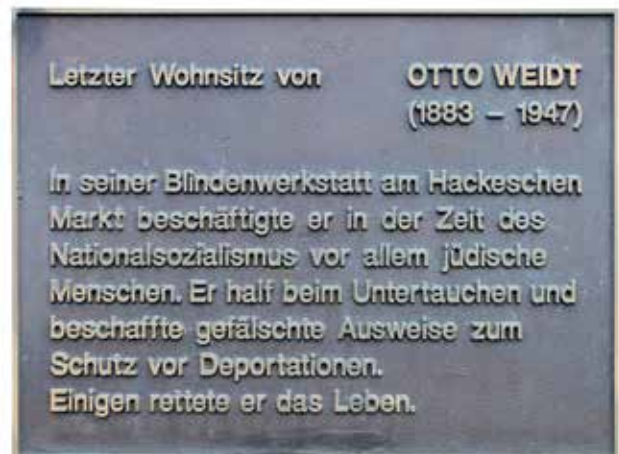 Letzter Wohnsitz von OTTO WEIDT
(1883 – 1947)
In seiner Blindenwerkstatt am Hackeschen
Markt beschäftigte er in der Zeit des
Nationalsozialismus vor allem jüdische
Menschen. Er half beim Untertauchen und
beschaffte gefälschte Ausweise zum
Schutz vor Deportationen.
Einigen rettete er das Leben.